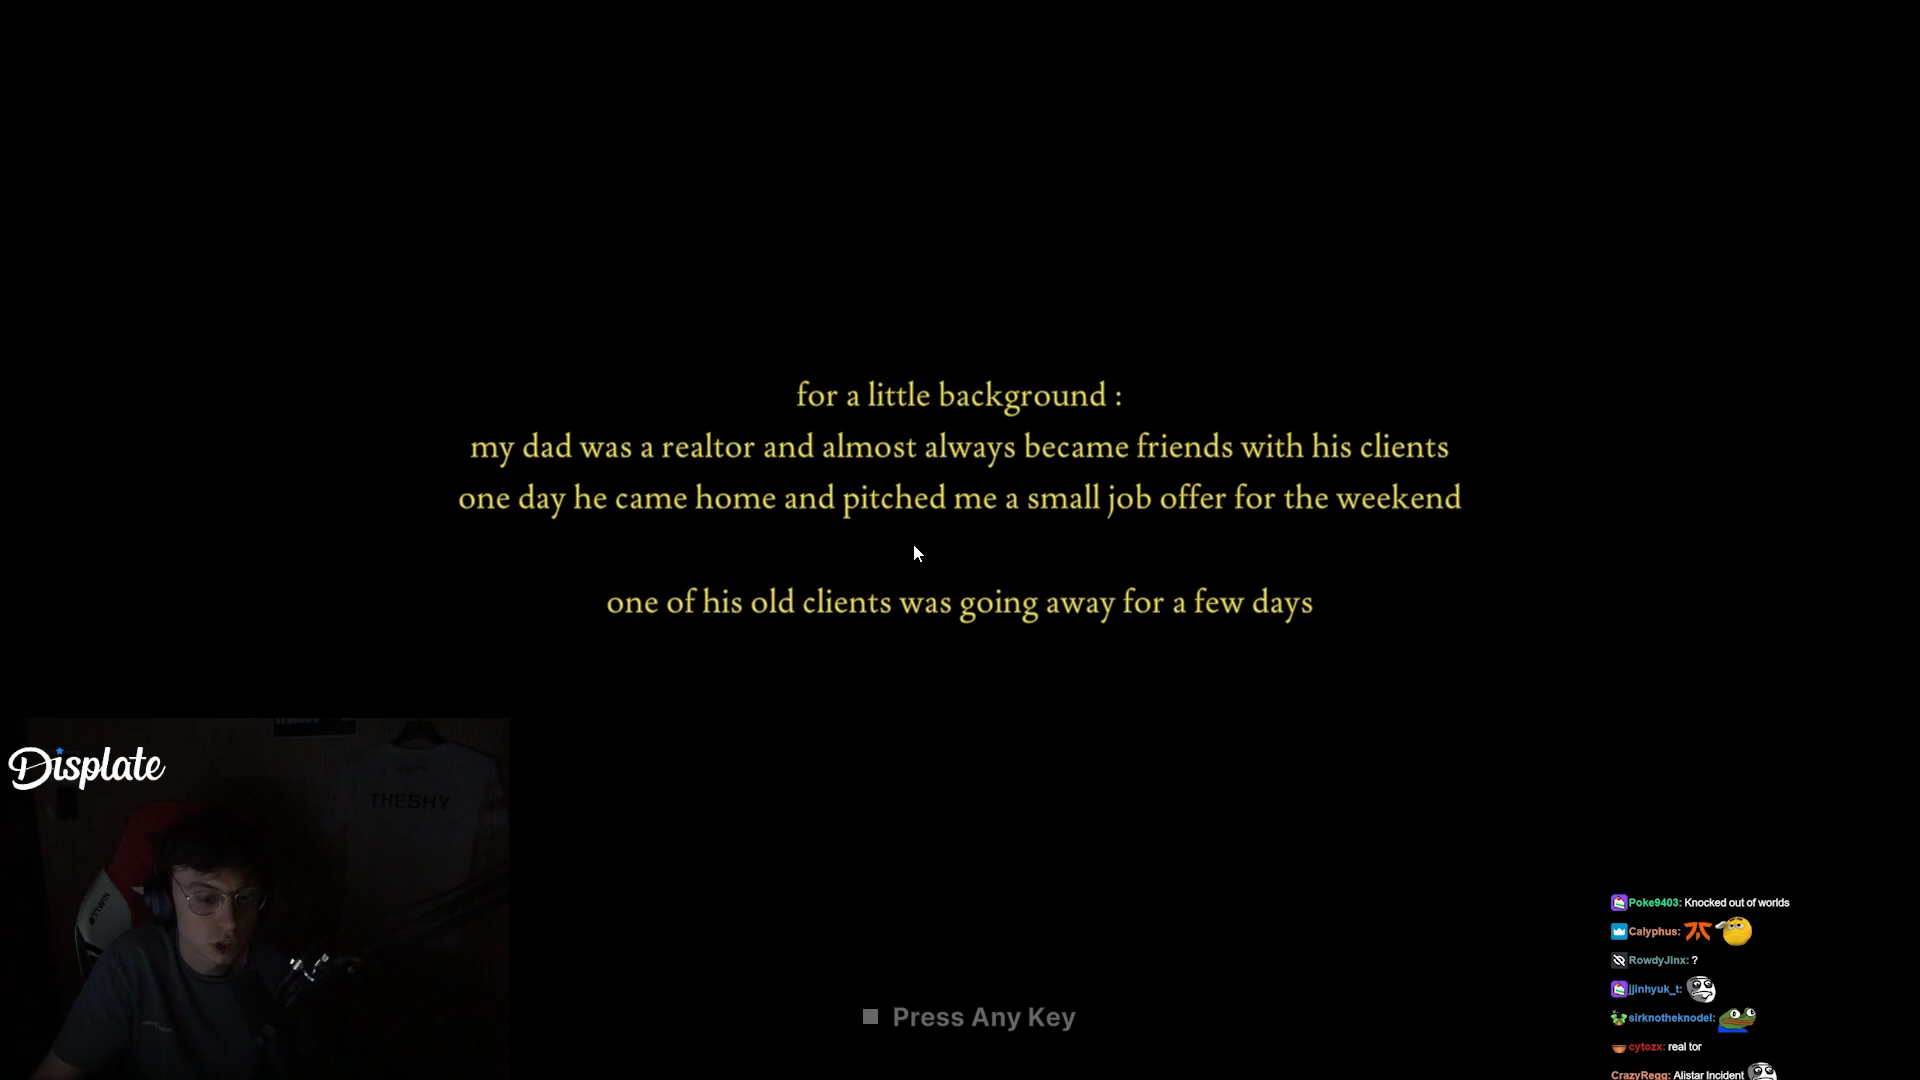 for a little background :
my dad was a realtor and almost always became friends with his clients
one day he came home and pitched me a small job offer for the weekend
one of his old clients was going away for a few days
Displate
THESHY
#T1WIN
Press Any Key
Poke9403: Knocked out of worlds
Calyphus:
RowdyJinx: ?
jjinhyuk_t:
sirknotheknodel:
cytozx: real tor
CrazyRegg: Alistar Incident